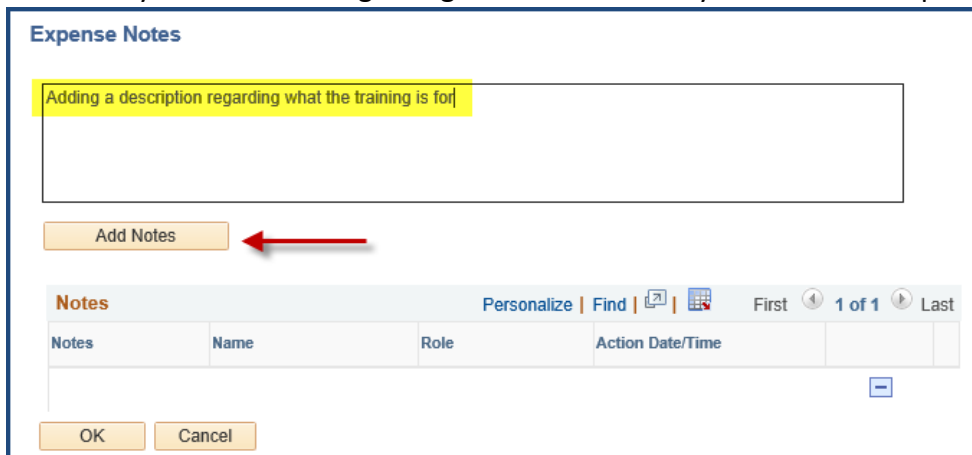 Expense Notes
Adding a description regarding what the training is for
Add Notes
Notes Personalize | Find | | First 1 of 1 Last
Notes Name Role Action Date/Time
OK Cancel